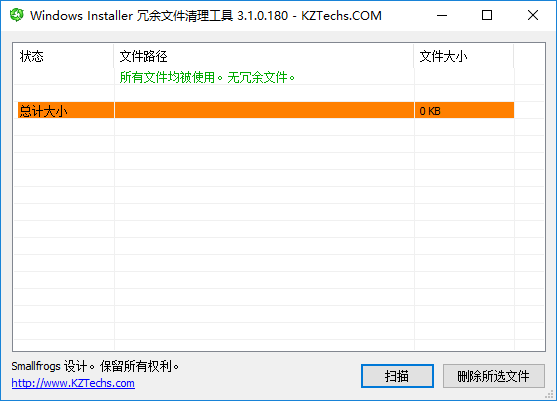 Windows Installer 冗余文件清理工具 3.1.0.180 - KZTechs.COM
状态 文件路径 文件大小
所有文件均被使用。无冗余文件。
总计大小 0 KB
Smallfrogs 设计。保留所有权利。
http://www.KZTechs.com
扫描 删除所选文件